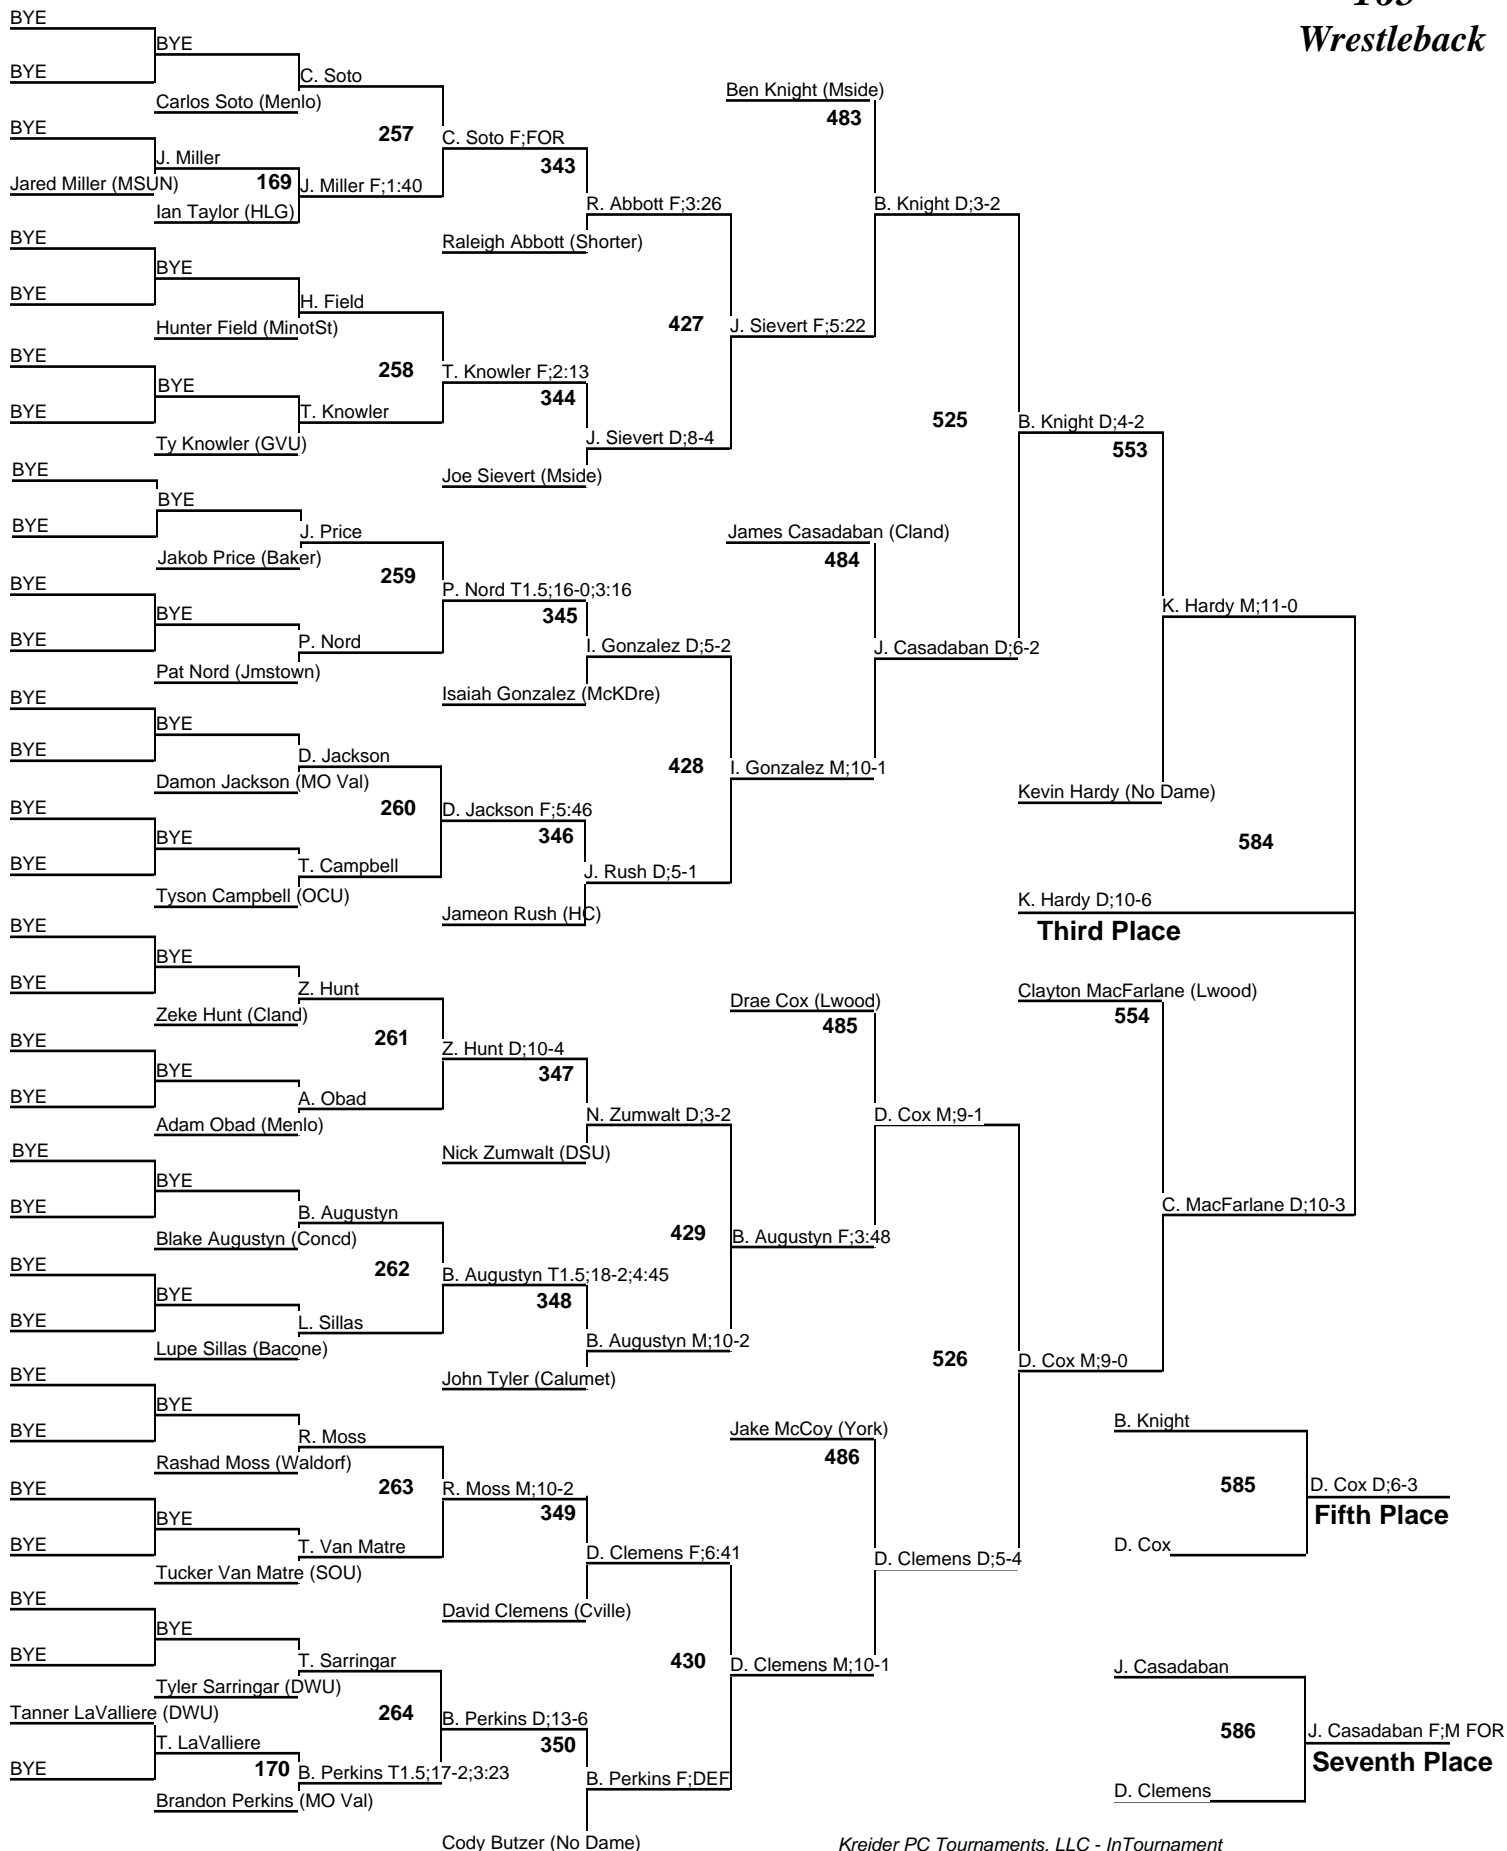 Wrestleback
BYE
BYE
BYE
C. Soto
Carlos Soto (Menlo)
257
BYE
J. Miller
Jared Miller (MSUN)
169
J. Miller F;1:40
Ian Taylor (HLG)
C. Soto F;FOR
343
R. Abbott F;3:26
Raleigh Abbott (Shorter)
BYE
BYE
BYE
H. Field
Hunter Field (MinotSt)
258
BYE
BYE
BYE
T. Knowler
Ty Knowler (GVU)
T. Knowler F;2:13
344
J. Sievert D;8-4
Joe Sievert (Mside)
427
J. Sievert F;5:22
Ben Knight (Mside)
483
B. Knight D;3-2
BYE
BYE
BYE
J. Price
Jakob Price (Baker)
259
BYE
BYE
BYE
P. Nord
Pat Nord (Jmstown)
P. Nord T1.5;16-0;3:16
345
I. Gonzalez D;5-2
Isaiah Gonzalez (McKDre)
BYE
BYE
BYE
D. Jackson
Damon Jackson (MO Val)
260
BYE
BYE
BYE
T. Campbell
Tyson Campbell (OCU)
D. Jackson F;5:46
346
J. Rush D;5-1
Jameon Rush (HC)
428
I. Gonzalez M;10-1
James Casadaban (Cland)
484
J. Casadaban D;6-2
525
B. Knight D;4-2
553
K. Hardy M;11-0
Kevin Hardy (No Dame)
584
K. Hardy D;10-6
Third Place
BYE
BYE
BYE
Z. Hunt
Zeke Hunt (Cland)
261
BYE
BYE
BYE
A. Obad
Adam Obad (Menlo)
Z. Hunt D;10-4
347
N. Zumwalt D;3-2
Nick Zumwalt (DSU)
BYE
BYE
BYE
B. Augustyn
Blake Augustyn (Concd)
262
BYE
BYE
BYE
L. Sillas
Lupe Sillas (Bacone)
B. Augustyn T1.5;18-2;4:45
348
B. Augustyn M;10-2
John Tyler (Calumet)
429
B. Augustyn F;3:48
Drae Cox (Lwood)
485
D. Cox M;9-1
BYE
BYE
BYE
R. Moss
Rashad Moss (Waldorf)
263
BYE
BYE
BYE
T. Van Matre
Tucker Van Matre (SOU)
R. Moss M;10-2
349
D. Clemens F;6:41
David Clemens (Cville)
BYE
BYE
BYE
T. Sarringar
Tyler Sarringar (DWU)
264
Tanner LaValliere (DWU)
T. LaValliere
BYE
170
B. Perkins T1.5;17-2;3:23
Brandon Perkins (MO Val)
B. Perkins D;13-6
350
B. Perkins F;DEF
Cody Butzer (No Dame)
430
D. Clemens M;10-1
Jake McCoy (York)
486
D. Clemens D;5-4
526
D. Cox M;9-0
Clayton MacFarlane (Lwood)
554
C. MacFarlane D;10-3
B. Knight
585
D. Cox D;6-3
Fifth Place
D. Cox
J. Casadaban
586
J. Casadaban F;M FOR
Seventh Place
D. Clemens
Kreider PC Tournaments, LLC - InTournament